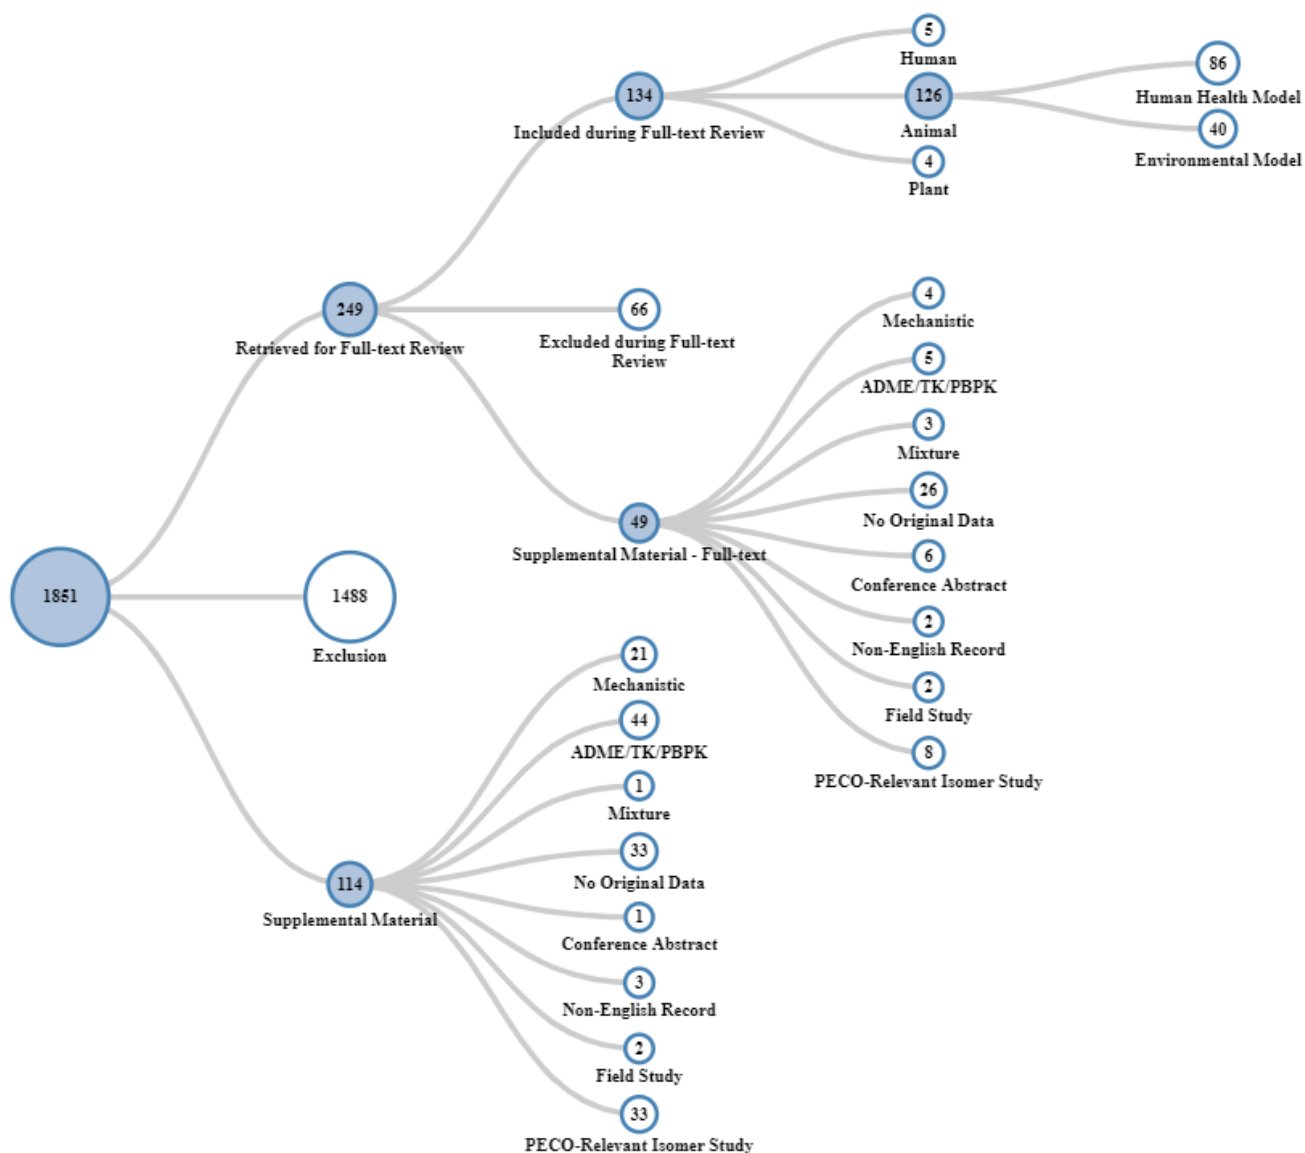 1851
249
Retrieved for Full-text Review
134
Included during Full-text Review
5
Human
126
Animal
86
Human Health Model
40
Environmental Model
4
Plant
66
Excluded during Full-text
Review
49
Supplemental Material - Full-text
4
Mechanistic
5
ADME/TK/PBPK
3
Mixture
26
No Original Data
6
Conference Abstract
2
Non-English Record
2
Field Study
8
PECO-Relevant Isomer Study
1488
Exclusion
114
Supplemental Material
21
Mechanistic
44
ADME/TK/PBPK
1
Mixture
33
No Original Data
1
Conference Abstract
3
Non-English Record
2
Field Study
33
PECO-Relevant Isomer Study